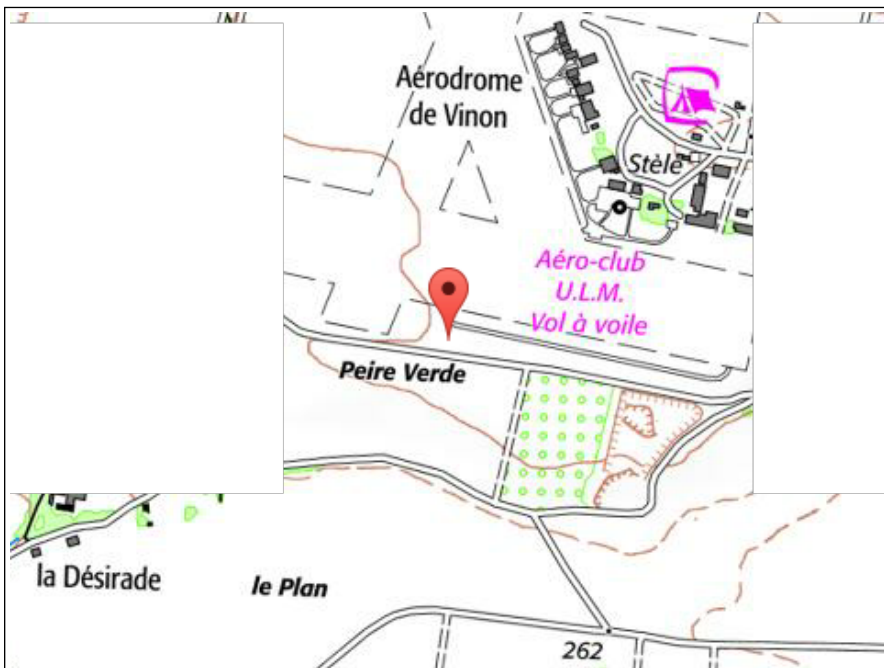 Aérodrome
de Vinon
Stèle
Aéro-club
U.L.M.
Vol à voile
Peire Verde
la Désirade
le Plan
262